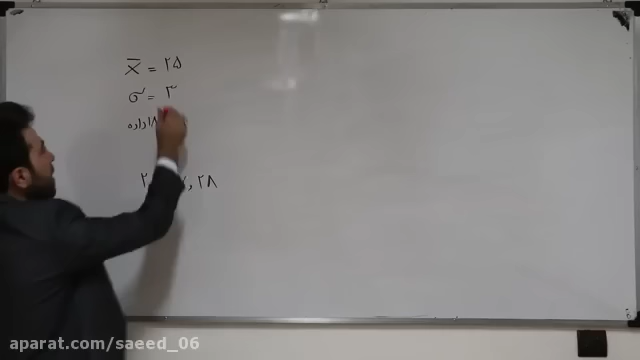 x̄ = ۲۵
σ = ۳
داده
, ۲۸
aparat.com/saeed_06